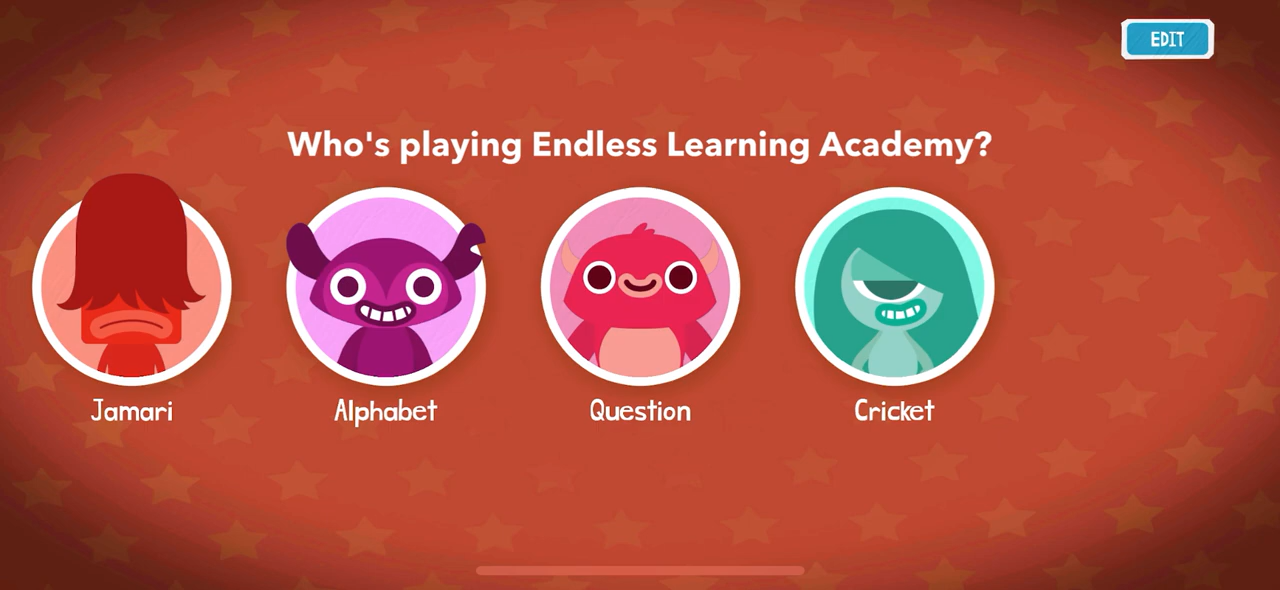 EDIT
Who's playing Endless Learning Academy?
Jamari
Alphabet
Question
Cricket